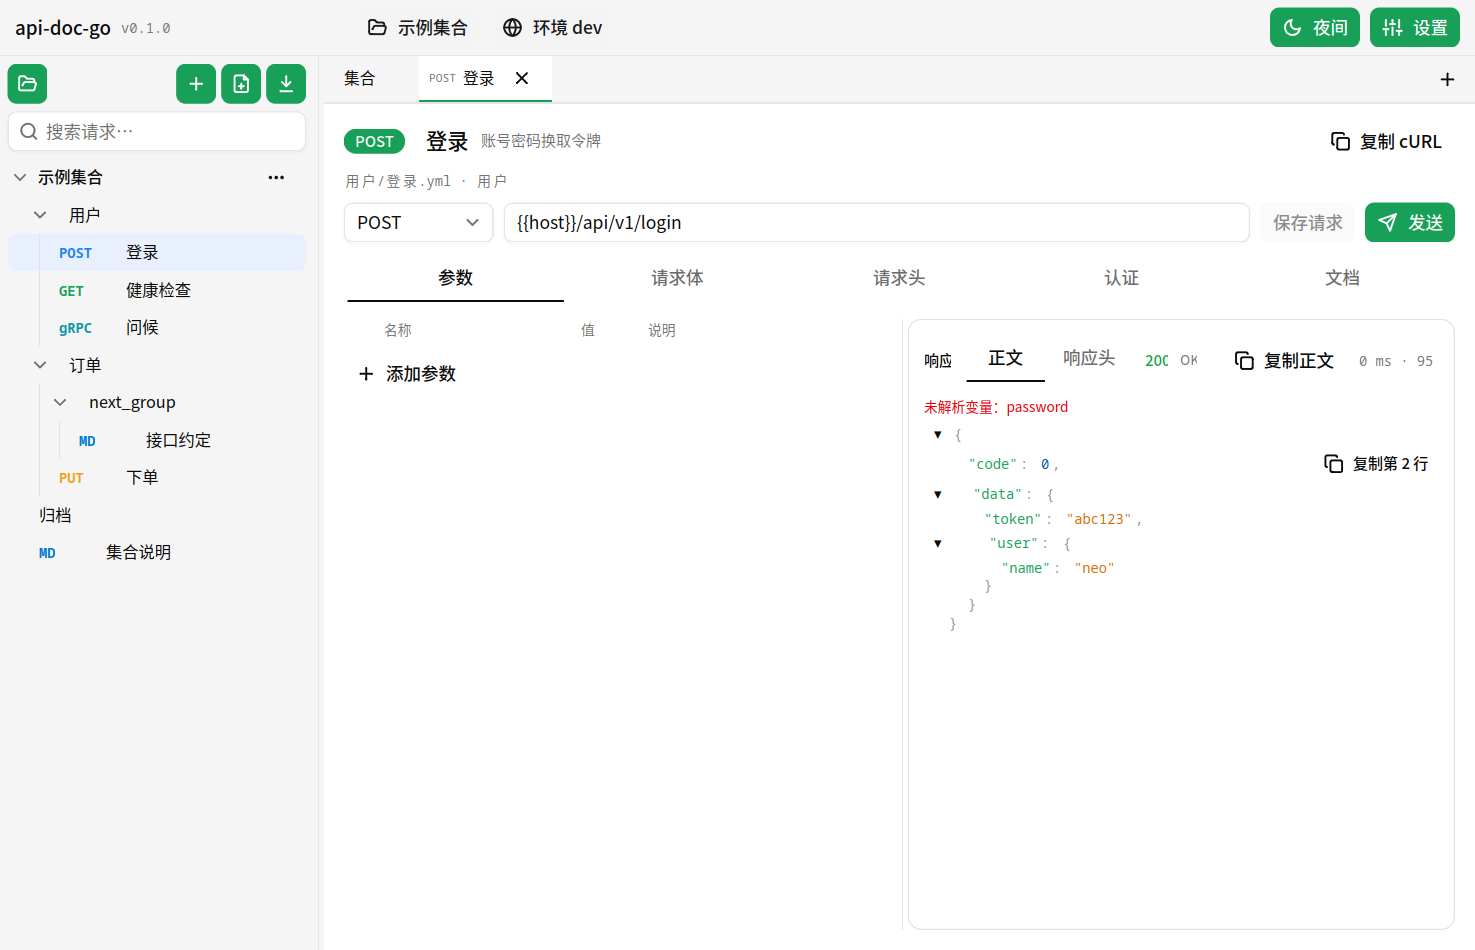 api-doc-go v0.1.0 示例集合 环境 dev 夜间 设置
集合 POST 登录
搜索请求···
POST 登录 账号密码换取令牌 复制 cURL
示例集合
用户/登录.yml · 用户
用户
POST {{host}}/api/v1/login 保存请求 发送
POST 登录
参数 请求体 请求头 认证 文档
GET 健康检查
gRPC 问候
名称 值 说明
订单
添加参数
next_group
MD 接口约定
PUT 下单
归档
MD 集合说明
响应 正文 响应头 200 OK 复制正文 0 ms · 95
未解析变量：password
{
"code": 0, 复制第 2 行
"data": {
"token": "abc123",
"user": {
"name": "neo"
}
}
}